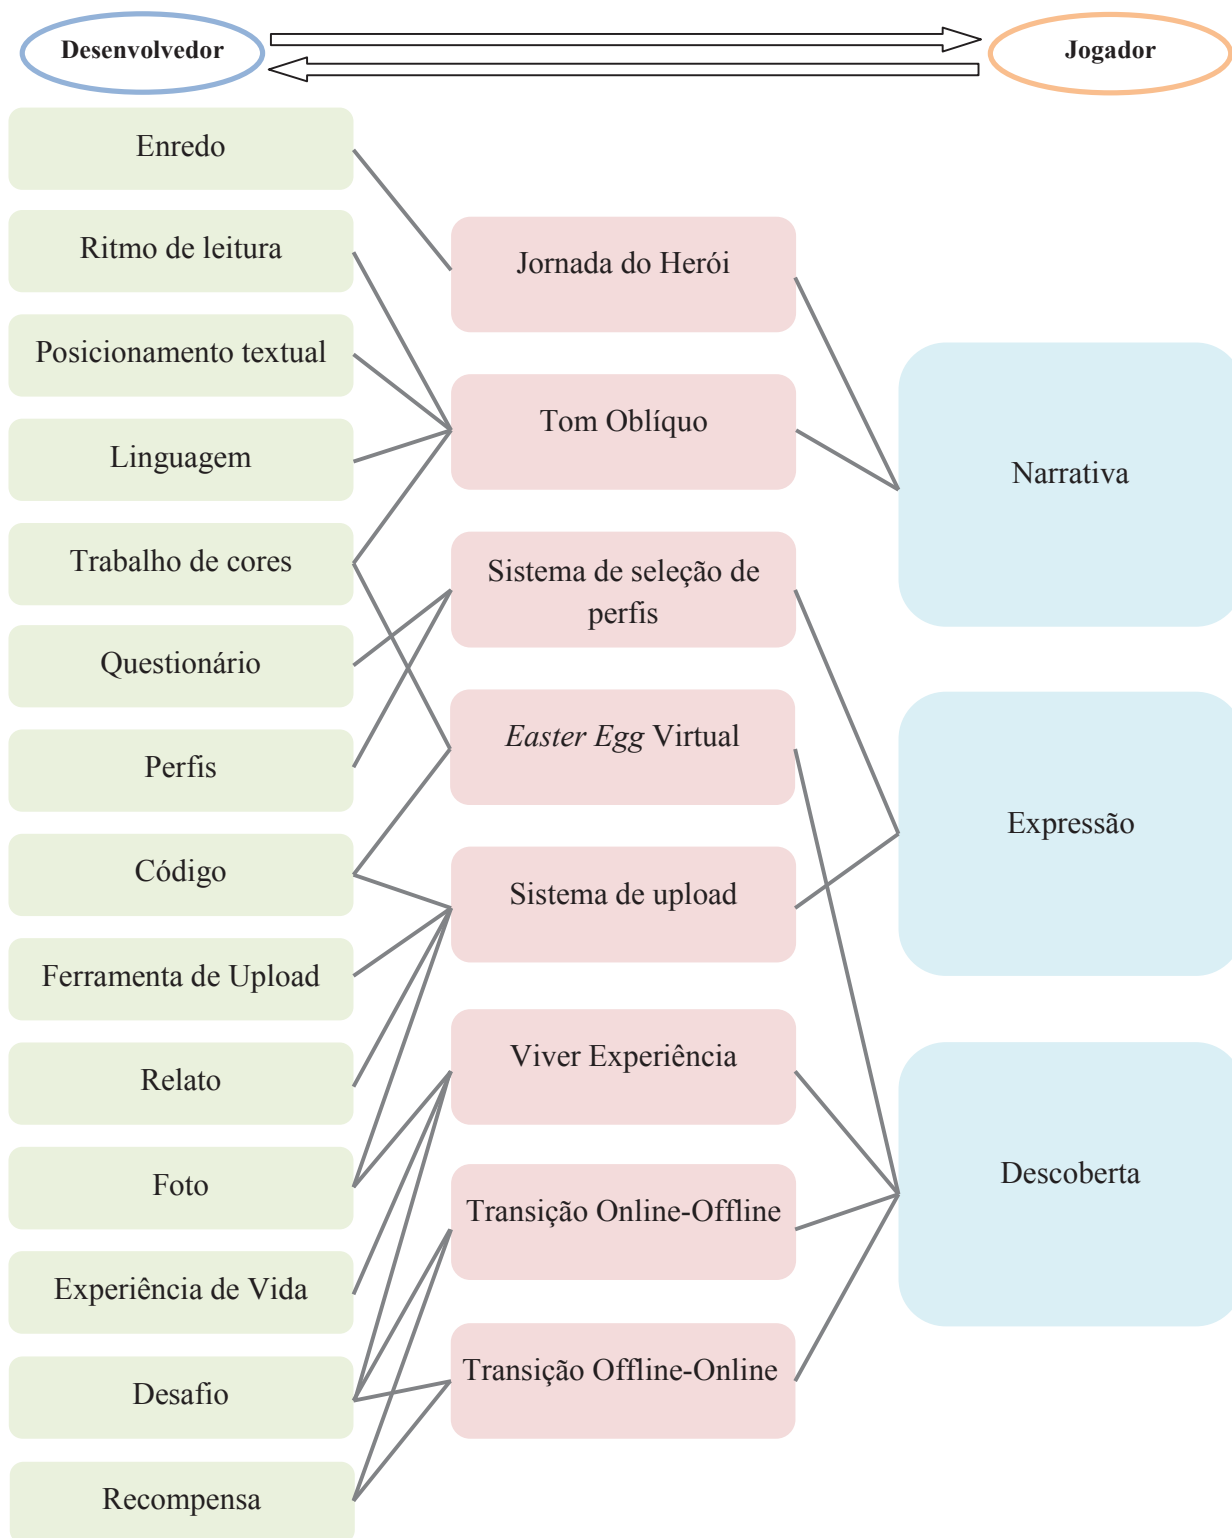 Desenvolvedor
Jogador
Enredo
Ritmo de leitura
Posicionamento textual
Linguagem
Trabalho de cores
Questionário
Perfis
Código
Ferramenta de Upload
Relato
Foto
Experiência de Vida
Desafio
Recompensa
Jornada do Herói
Tom Oblíquo
Sistema de seleção de
perfis
Easter Egg Virtual
Sistema de upload
Viver Experiência
Transição Online-Offline
Transição Offline-Online
Narrativa
Expressão
Descoberta